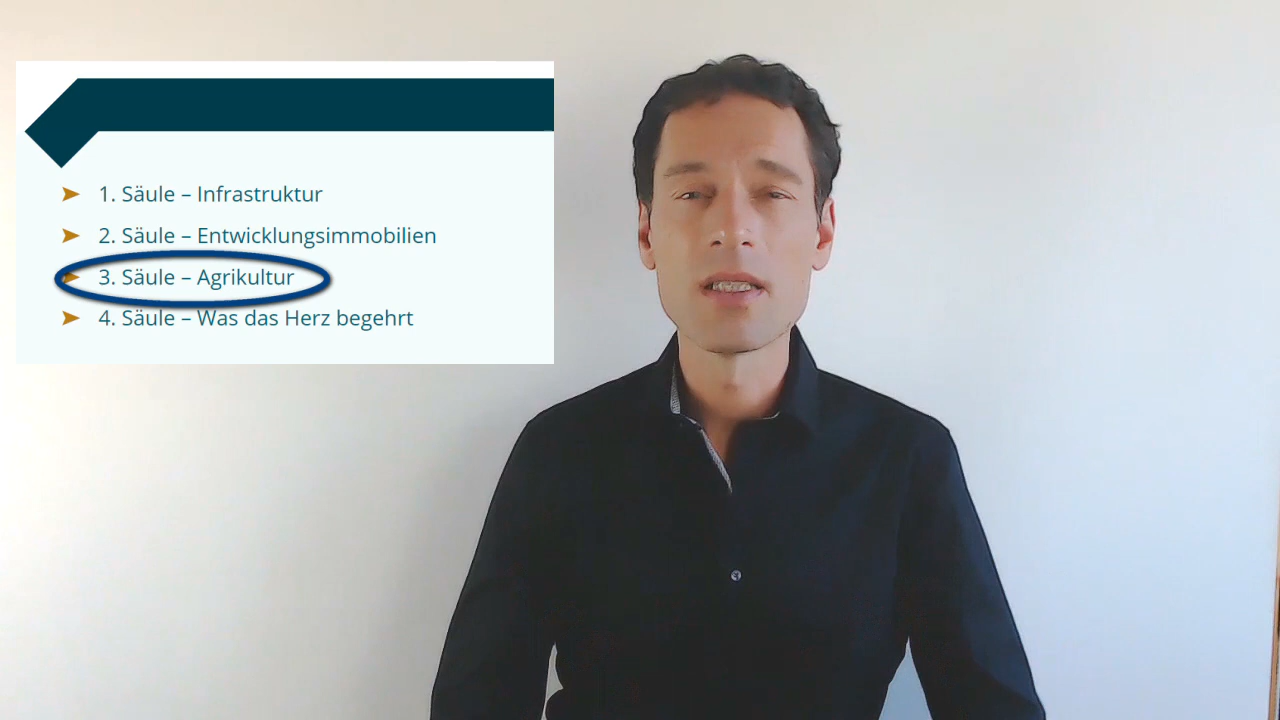 ➤ 1. Säule – Infrastruktur
➤ 2. Säule – Entwicklungsimmobilien
➤ 3. Säule – Agrikultur
➤ 4. Säule – Was das Herz begehrt